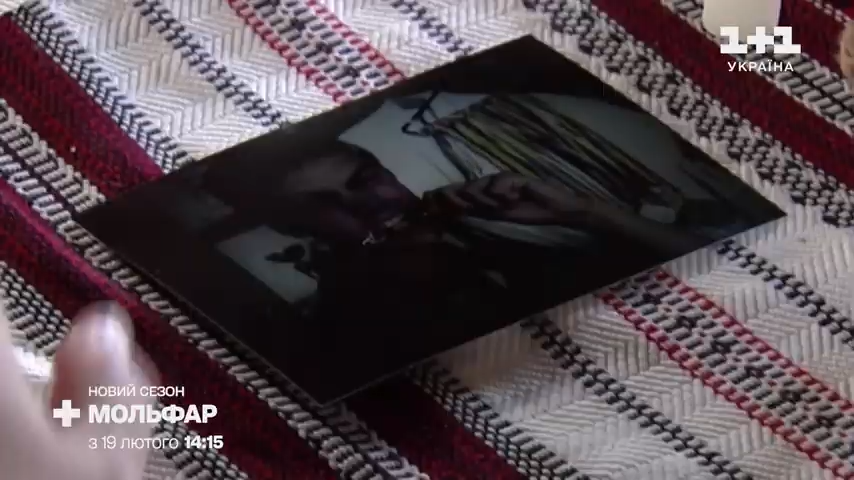 1+1
УКРАЇНА
НОВИЙ СЕЗОН
МОЛЬФАР
З 19 ЛЮТОГО 14:15